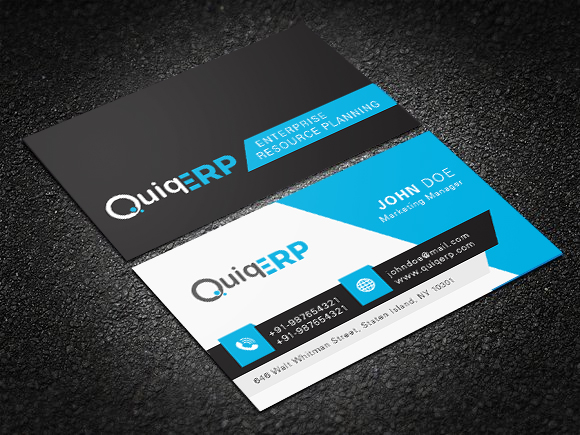 QuiqERP
ENTERPRISE
RESOURCE PLANNING
JOHN DOE
Marketing Manager
QuiqERP
johndoe@mail.com
www.quiqerp.com
+91-987654321
+91-987554321
646 Walt Whitman Street, Staten Island, NY 10301